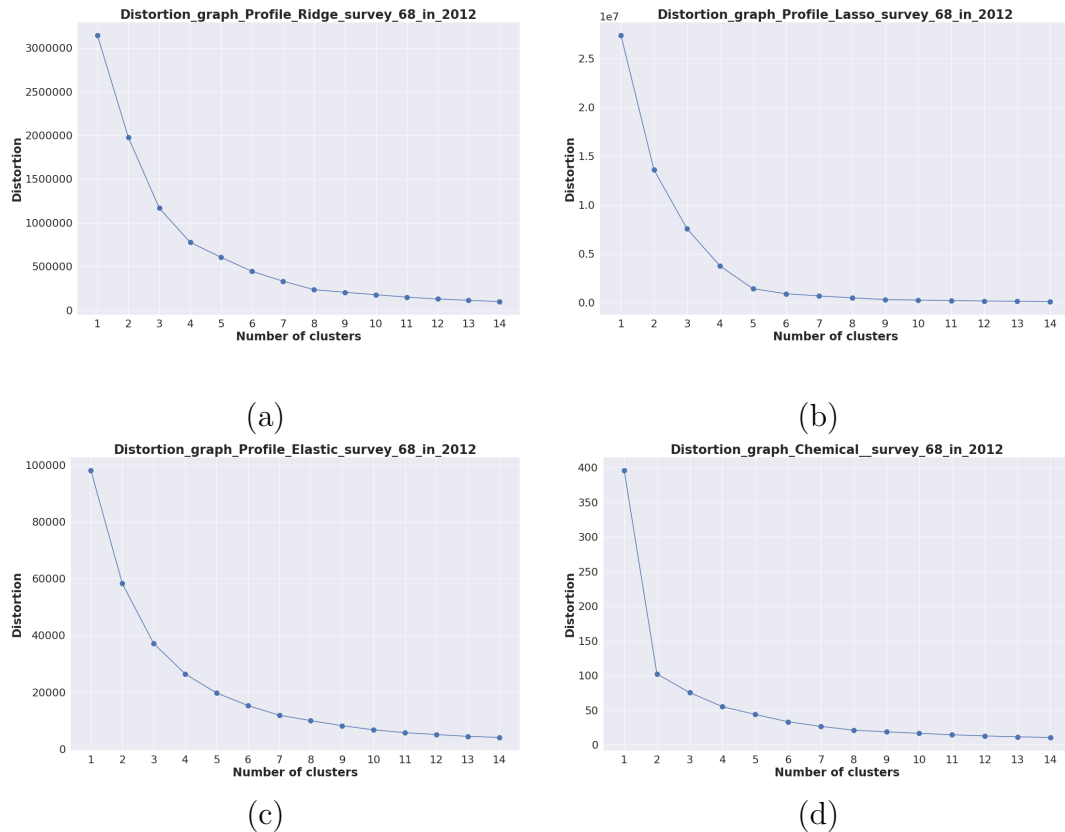 Distortion_graph_Profile_Ridge_survey_68_in_2012
3000000
2500000
2000000
1500000
1000000
500000
0
Distortion
1 2 3 4 5 6 7 8 9 10 11 12 13 14
Number of clusters
(a)
Distortion_graph_Profile_Lasso_survey_68_in_2012
1e7
2.5
2.0
1.5
1.0
0.5
0.0
Distortion
1 2 3 4 5 6 7 8 9 10 11 12 13 14
Number of clusters
(b)
Distortion_graph_Profile_Elastic_survey_68_in_2012
100000
80000
60000
40000
20000
0
Distortion
1 2 3 4 5 6 7 8 9 10 11 12 13 14
Number of clusters
(c)
Distortion_graph_Chemical__survey_68_in_2012
400
350
300
250
200
150
100
50
0
Distortion
1 2 3 4 5 6 7 8 9 10 11 12 13 14
Number of clusters
(d)